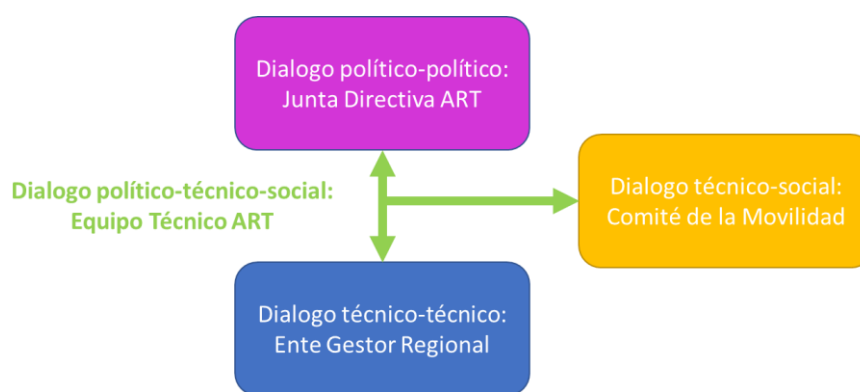 Dialogo político-político:
Junta Directiva ART
Dialogo político-técnico-social:
Equipo Técnico ART
Dialogo técnico-social:
Comité de la Movilidad
Dialogo técnico-técnico:
Ente Gestor Regional